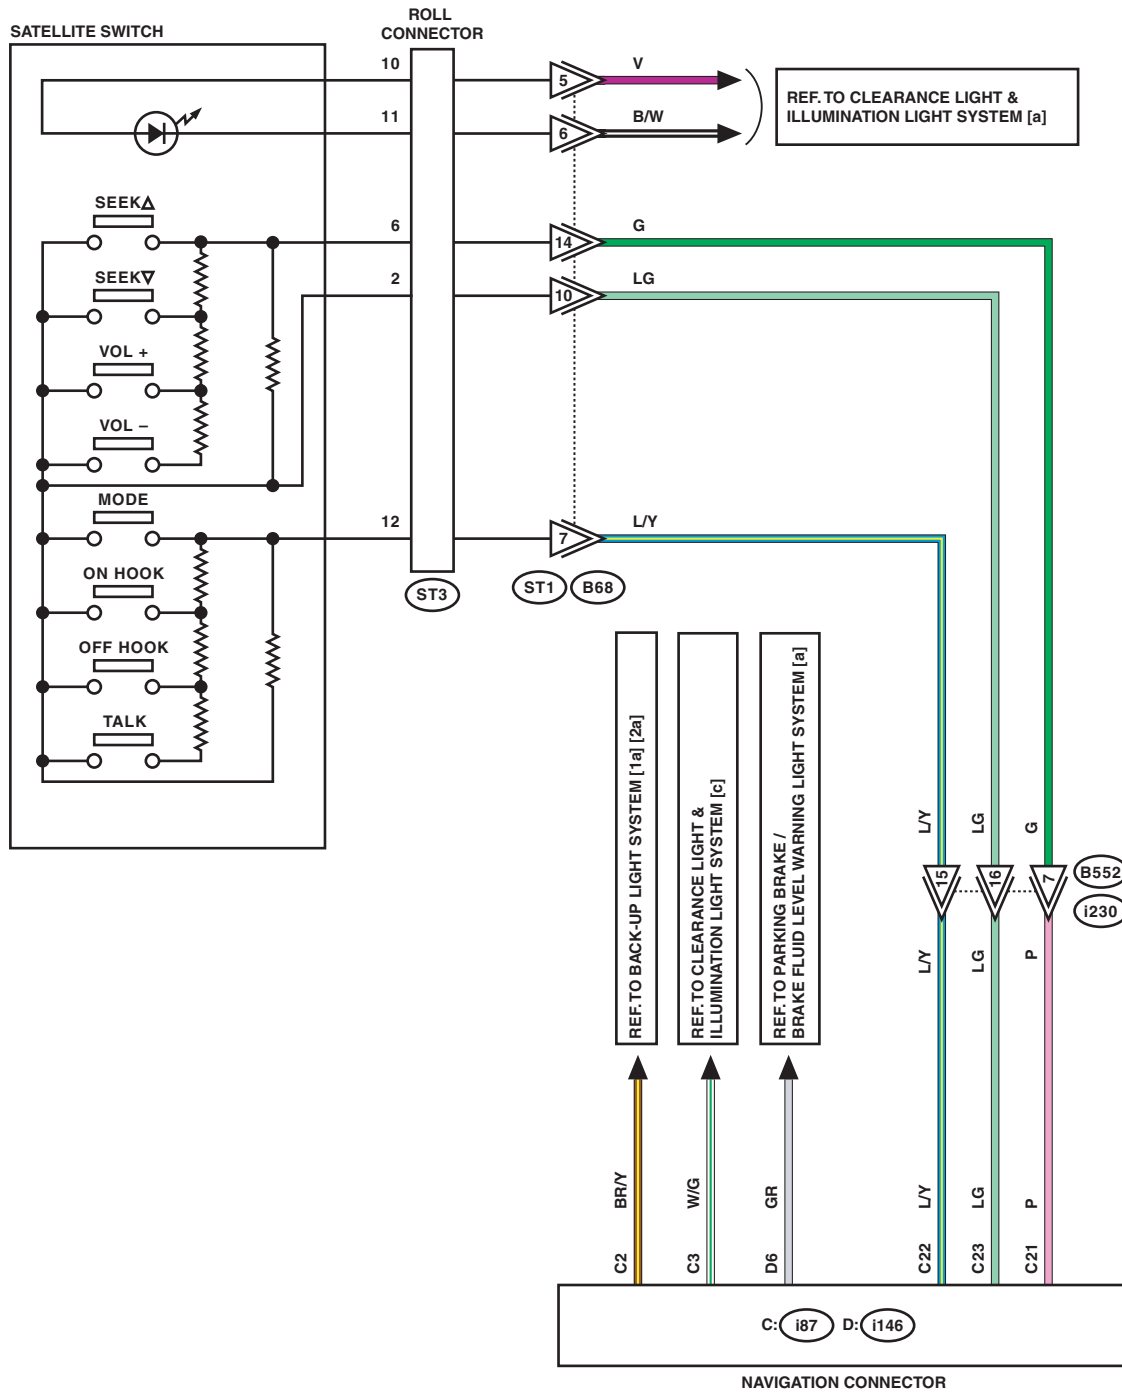 SATELLITE SWITCH
ROLL
CONNECTOR
10
5
V
REF. TO CLEARANCE LIGHT &
ILLUMINATION LIGHT SYSTEM [a]
11
6
B/W
SEEK△
6
14
G
SEEK▽
2
10
LG
VOL +
VOL –
MODE
12
7
L/Y
ON HOOK
ST3
ST1
B68
OFF HOOK
TALK
REF. TO BACK-UP LIGHT SYSTEM [1a] [2a]
REF. TO CLEARANCE LIGHT &
ILLUMINATION LIGHT SYSTEM [c]
REF. TO PARKING BRAKE /
BRAKE FLUID LEVEL WARNING LIGHT SYSTEM [a]
L/Y
LG
G
15
16
7
B552
i230
L/Y
LG
P
BR/Y
W/G
GR
L/Y
LG
P
C2
C3
D6
C22
C23
C21
C: i87 D: i146
NAVIGATION CONNECTOR